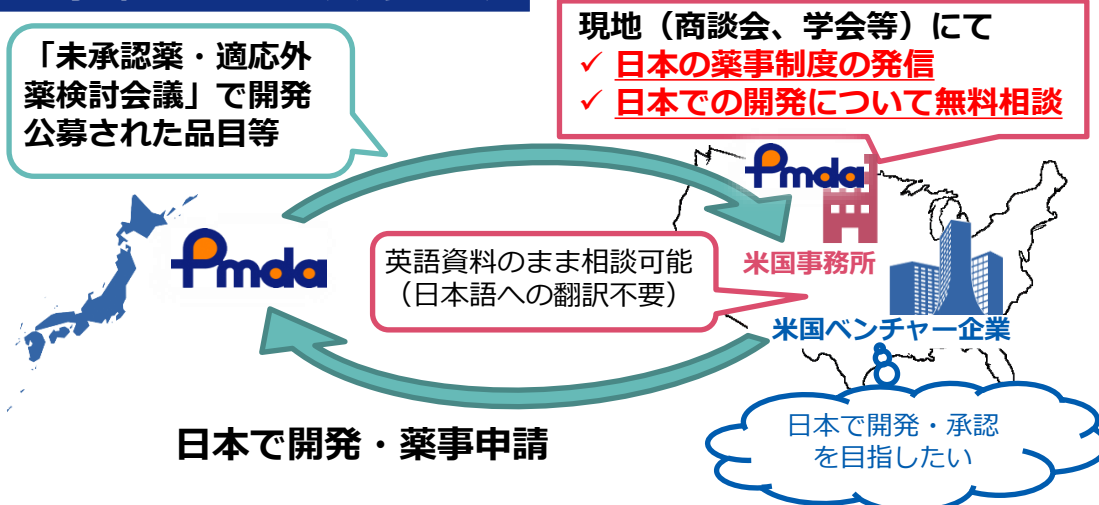 「未承認薬・適応外
薬検討会議」で開発
公募された品目等
現地（商談会、学会等）にて
✓ 日本の薬事制度の発信
✓ 日本での開発について無料相談
Pmda
Pmda
英語資料のまま相談可能
（日本語への翻訳不要）
米国事務所
米国ベンチャー企業
日本で開発・薬事申請
日本で開発・承認
を目指したい